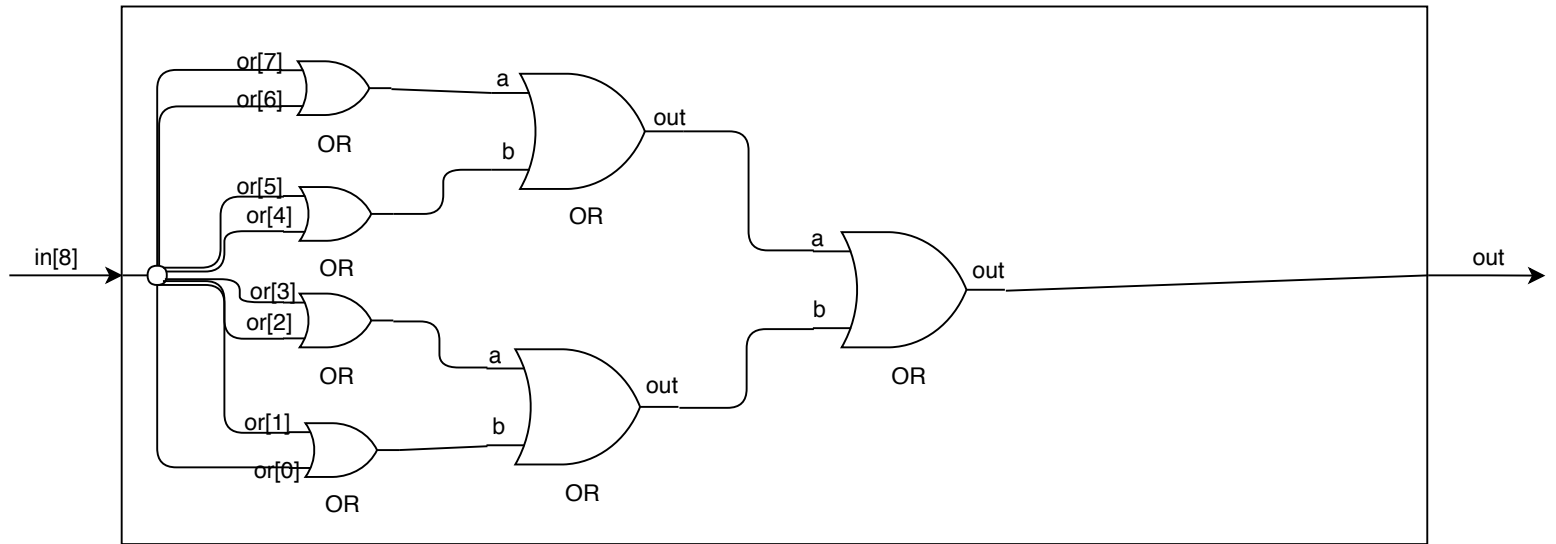 or[7]
a
or[6]
out
OR
b
or[5]
or[4]
OR
a
in[8]
OR
out
out
or[3]
b
or[2]
a
OR
OR
out
or[1]
b
or[0]
OR
OR